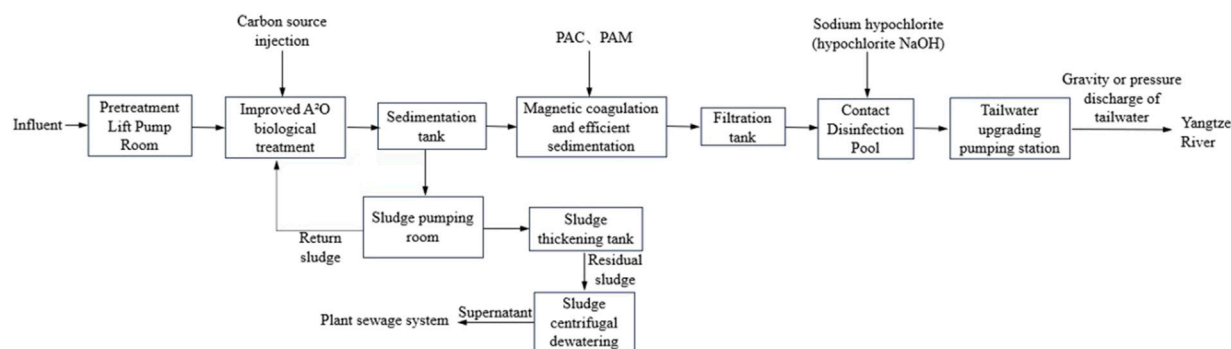 Carbon source
injection
PAC、PAM
Sodium hypochlorite
(hypochlorite NaOH)
Gravity or pressure
discharge of
tailwater
Influent
Pretreatment
Lift Pump
Room
Improved A²O
biological
treatment
Sedimentation
tank
Magnetic coagulation
and efficient
sedimentation
Filtration
tank
Contact
Disinfection
Pool
Tailwater
upgrading
pumping station
Yangtze
River
Return
sludge
Sludge pumping
room
Sludge
thickening tank
Residual
sludge
Plant sewage system
Supernatant
Sludge
centrifugal
dewatering